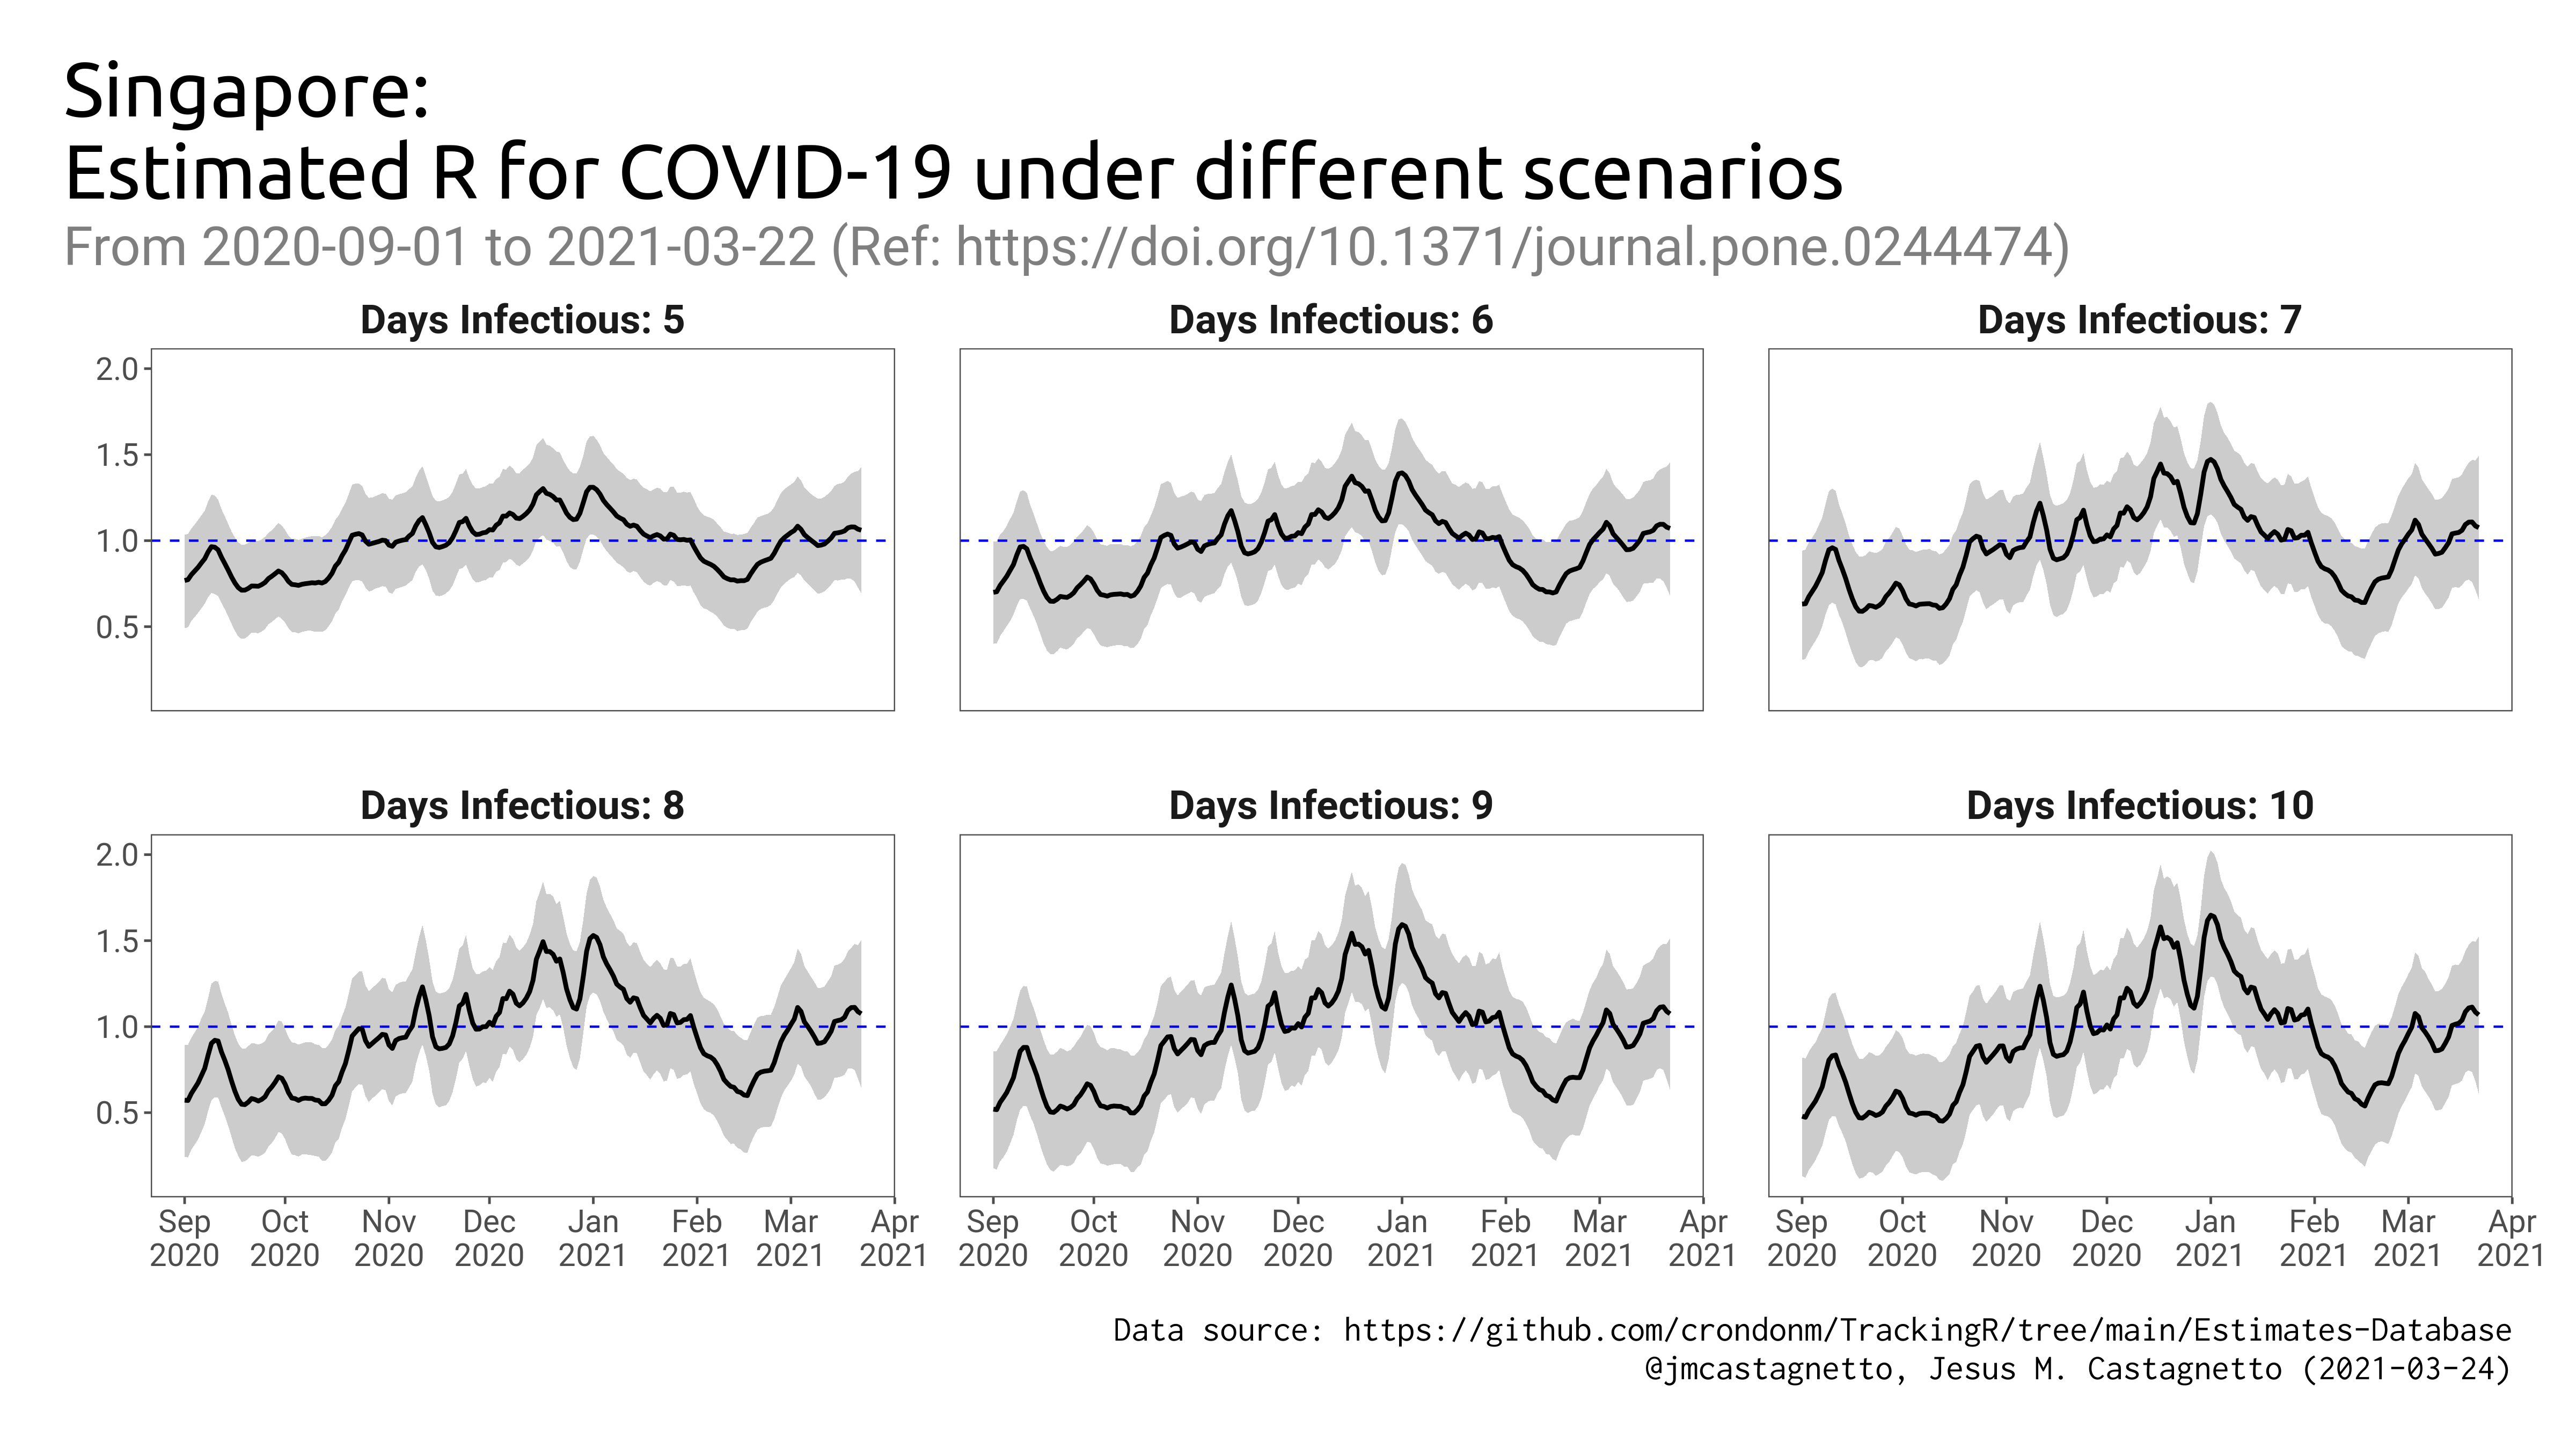 Singapore:
Estimated R for COVID-19 under different scenarios
From 2020-09-01 to 2021-03-22 (Ref: https://doi.org/10.1371/journal.pone.0244474)
Days Infectious: 5
Days Infectious: 6
Days Infectious: 7
2.0
1.5
1.0
0.5
Days Infectious: 8
Days Infectious: 9
Days Infectious: 10
2.0
1.5
1.0
0.5
Sep Oct Nov Dec Jan Feb Mar Apr
2020 2020 2020 2020 2021 2021 2021 2021
Sep Oct Nov Dec Jan Feb Mar Apr
2020 2020 2020 2020 2021 2021 2021 2021
Sep Oct Nov Dec Jan Feb Mar Apr
2020 2020 2020 2020 2021 2021 2021 2021
Data source: https://github.com/crondonm/TrackingR/tree/main/Estimates-Database
@jmcastagnetto, Jesus M. Castagnetto (2021-03-24)